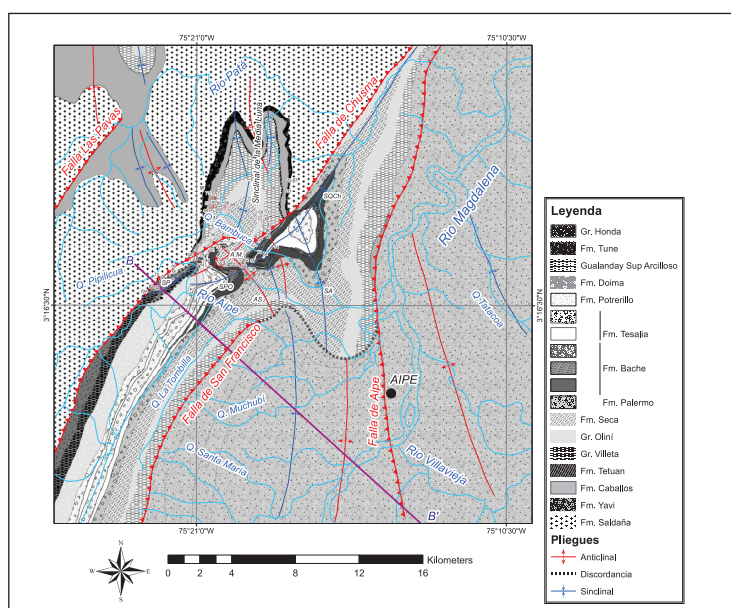 75°21'0"W
75°10'30"W
Falla Las Pavas
Río Patá
Sinclinal de la Media Luna
Falla de Chusma
Río Magdalena
SQCh
Q. Bambica
A.M.
B
Q. Pipilicua
SP
SPO
Río Aipe
AS
SA
Q. Tatacoa
3°16'30"N
3°16'30"N
Q. La Tombilla
Falla de San Francisco
AIPE
Falla de Aipe
Q. Muchubí
Q. Santa María
Río Villavieja
B'
75°21'0"W
75°10'30"W
N
W
E
S
Kilometers
0 2 4 8 12 16
Leyenda
Gr. Honda
Fm. Tune
Gualanday Sup Arcilloso
Fm. Doima
Fm. Potrerillo
Fm. Tesalia
Fm. Bache
Fm. Palermo
Fm. Seca
Gr. Oliní
Gr. Villeta
Fm. Tetuan
Fm. Caballos
Fm. Yavi
Fm. Saldaña
Pliegues
Anticlinal
Discordancia
Sinclinal